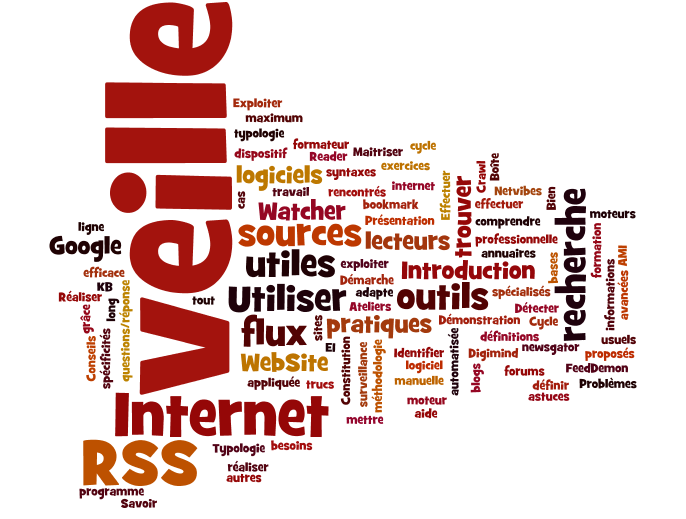 veille
Exploiter
maximum
typologie
formateur
cycle
dispositif
Reader
Maitriser
Boîte
Crawl
logiciels
syntaxes
exercices
cas
travail
rencontrés
internet
Effectuer
trouver
Netvibes
Bien
recherche
Watcher
bookmark
effectuer
moteurs
Présentation
comprendre
ligne
Google
sources
lecteurs
professionnelle
formation
annuaires
utiles
exploiter
Introduction
bases
AMI
efficace
Démarche
KB
Réaliser
long
questions/réponse
tout
Utiliser
adapte
outils
spécialisés
informations
avancées
grâce
Ateliers
Détecter
flux
sites
pratiques
Démonstration
Cycle
spécificités
Conseils
EI
automatisée
définitions
usuels
newsgator
WebSite
Constitution
surveillance
méthodologie
Identifier
Digimind
proposés
logiciel
FeedDemon
appliquée
trucs
manuelle
blogs
forums
définir
Problèmes
astuces
Internet
moteur
aide
mettre
RSS
Typologie
besoins
réaliser
autres
programme
Savoir